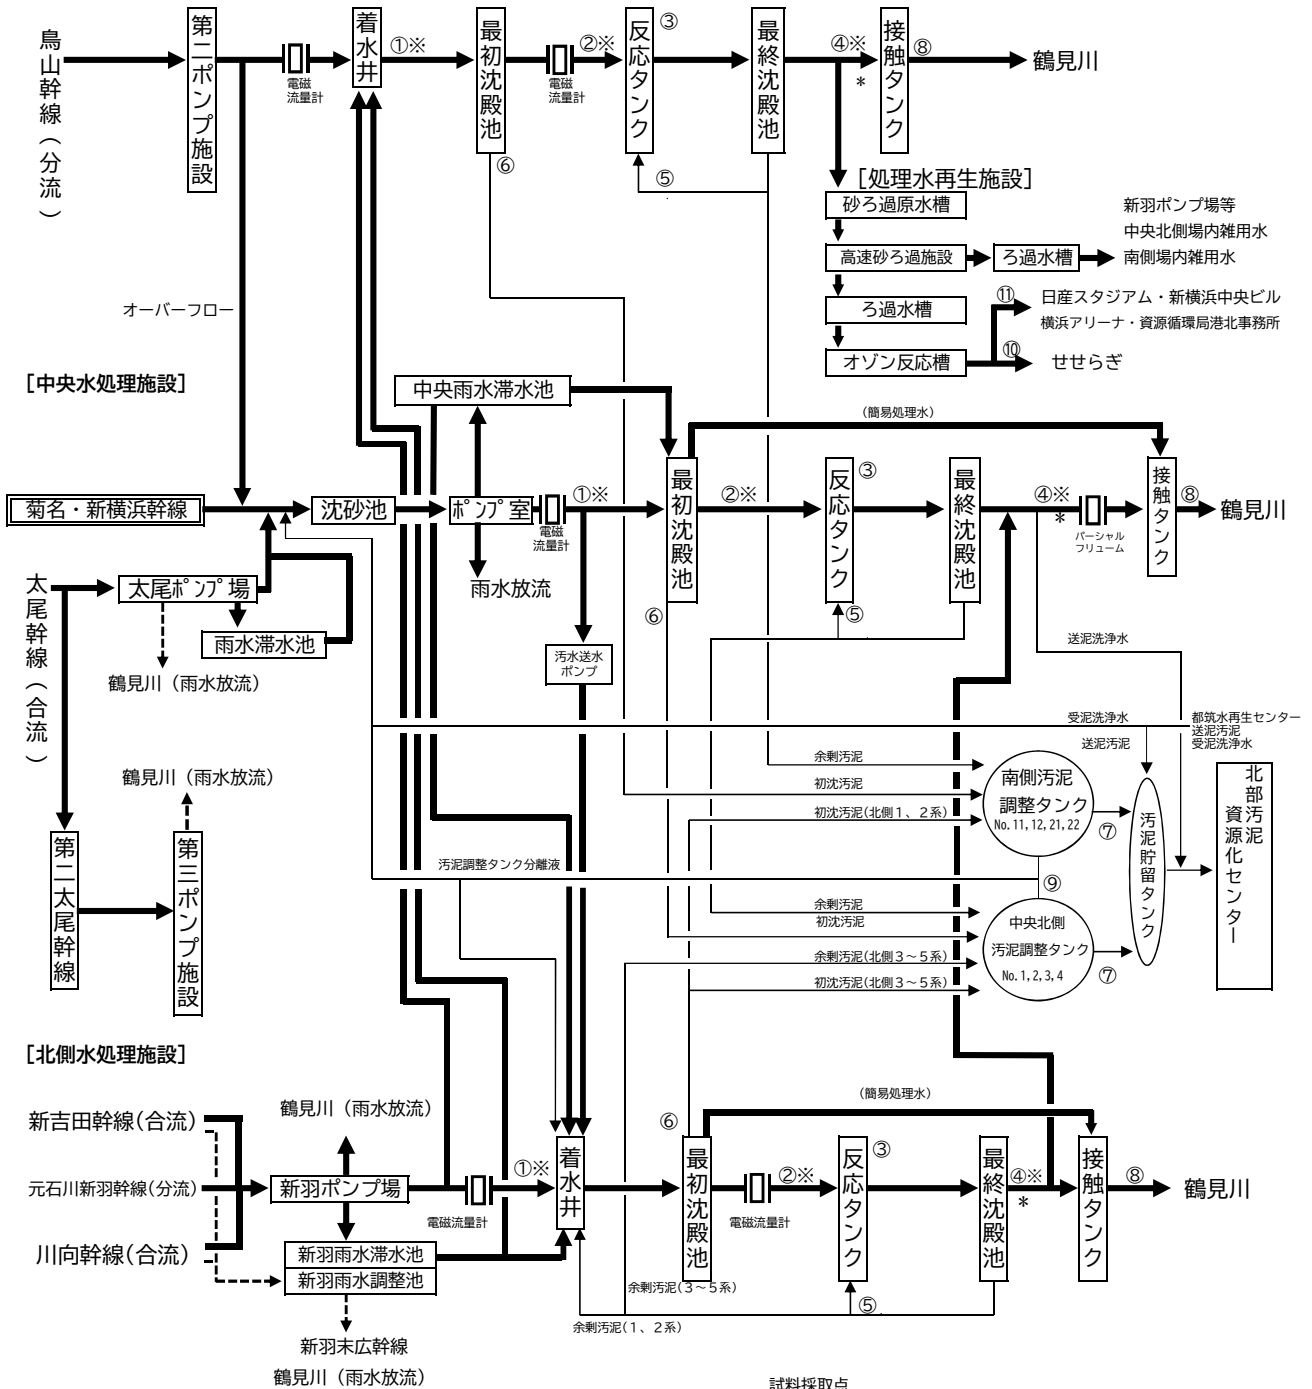 鳥山幹線（分流）
第二ポンプ施設
電磁
流量計
着水井
①※
最初沈殿池
⑥
電磁
流量計
②※
反応タンク
③
⑤
最終沈殿池
④※
*
接触タンク
⑧
鶴見川
［処理水再生施設］
砂ろ過原水槽
高速砂ろ過施設
ろ過水槽
新羽ポンプ場等
中央北側場内雑用水
南側場内雑用水
ろ過水槽
オゾン反応槽
⑪
日産スタジアム・新横浜中央ビル
横浜アリーナ・資源循環局港北事務所
⑩
せせらぎ
オーバーフロー
［中央水処理施設］
中央雨水滞水池
(簡易処理水)
菊名・新横浜幹線
沈砂池
ﾎﾟﾝﾌﾟ室
電磁
流量計
①※
最初沈殿池
⑥
②※
反応タンク
③
⑤
最終沈殿池
④※
*
パーシャル
フリューム
接触タンク
⑧
鶴見川
雨水放流
太尾幹線（合流）
太尾ﾎﾟﾝﾌﾟ場
雨水滞水池
鶴見川（雨水放流）
汚水送水
ポンプ
送泥洗浄水
受泥洗浄水
送泥汚泥
都筑水再生センター
送泥汚泥
受泥洗浄水
鶴見川（雨水放流）
第二太尾幹線
第三ポンプ施設
余剰汚泥
初沈汚泥
初沈汚泥(北側１、２系)
南側汚泥
調整タンク
No.11,12,21,22
⑦
汚泥貯留タンク
北部汚泥
資源化センター
汚泥調整タンク分離液
⑨
余剰汚泥
初沈汚泥
余剰汚泥(北側３～５系)
初沈汚泥(北側３～５系)
中央北側
汚泥調整タンク
No.1,2,3,4
⑦
［北側水処理施設］
新吉田幹線(合流)
元石川新羽幹線(分流)
川向幹線(合流)
鶴見川（雨水放流）
新羽ポンプ場
新羽雨水滞水池
新羽雨水調整池
新羽末広幹線
鶴見川（雨水放流）
電磁流量計
①※
着水井
(簡易処理水)
⑥
最初沈殿池
電磁流量計
②※
反応タンク
③
⑤
最終沈殿池
④※
*
接触タンク
⑧
鶴見川
余剰汚泥(３～５系)
余剰汚泥(１、２系)
試料採取点